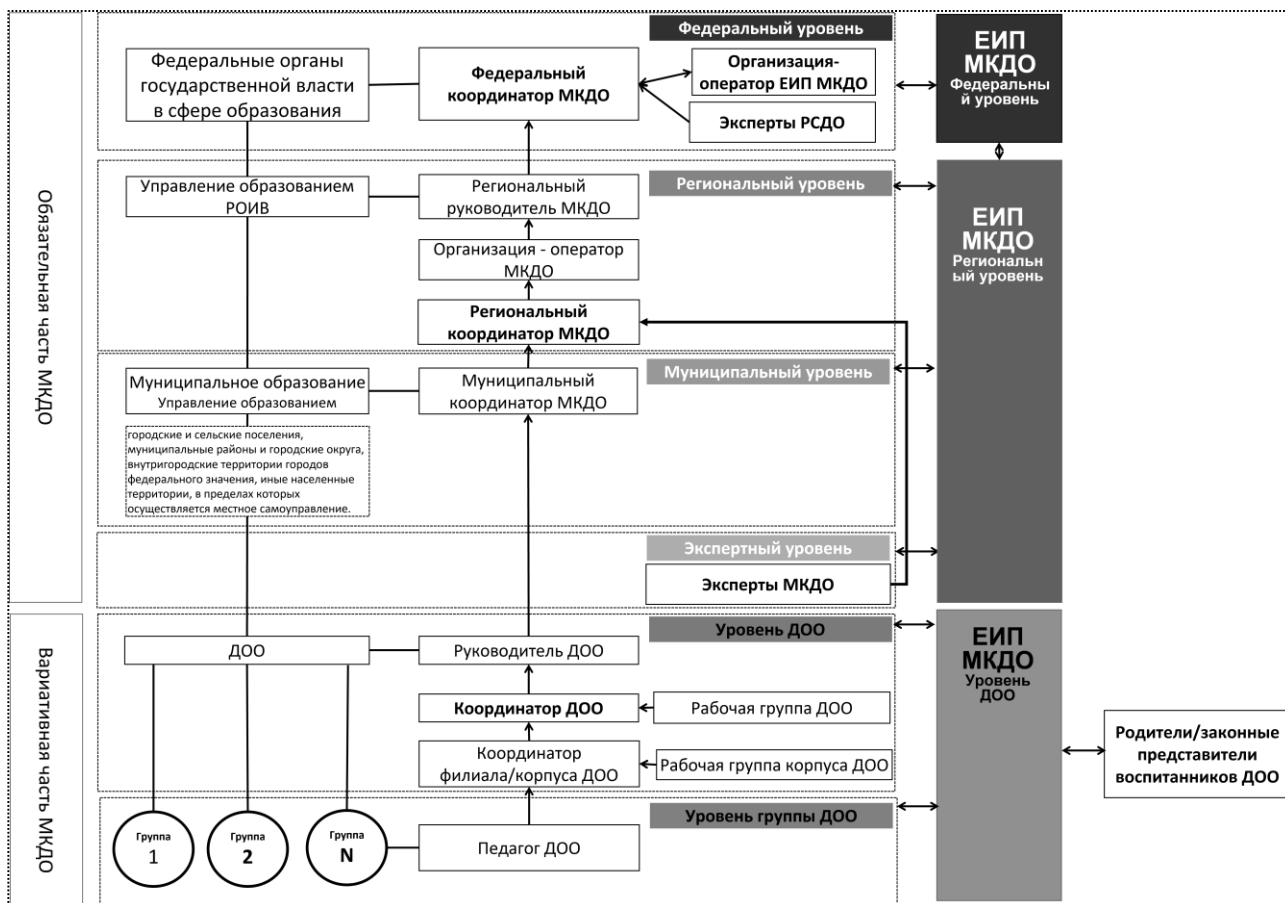 Обязательная часть МКДО
Федеральный уровень
Федеральные органы
государственной власти
в сфере образования
Федеральный
координатор МКДО
Организация-
оператор ЕИП МКДО
Эксперты РСДО
ЕИП
МКДО
Федеральны
й уровень
Региональный уровень
Управление образованием
РОИВ
Региональный
руководитель МКДО
Организация - оператор
МКДО
Региональный
координатор МКДО
ЕИП
МКДО
Региональн
ый уровень
Муниципальный уровень
Муниципальное образование
Управление образованием
Муниципальный
координатор МКДО
городские и сельские поселения,
муниципальные районы и городские округа,
внутригородские территории городов
федерального значения, иные населенные
территории, в пределах которых
осуществляется местное самоуправление.
Экспертный уровень
Эксперты МКДО
Вариативная часть МКДО
Уровень ДОО
ДОО
Руководитель ДОО
Координатор ДОО
Рабочая группа ДОО
Координатор
филиала/корпуса ДОО
Рабочая группа корпуса ДОО
ЕИП
МКДО
Уровень
ДОО
Родители/законные
представители
воспитанников ДОО
Уровень группы ДОО
Группа
1
Группа
2
Группа
N
Педагог ДОО